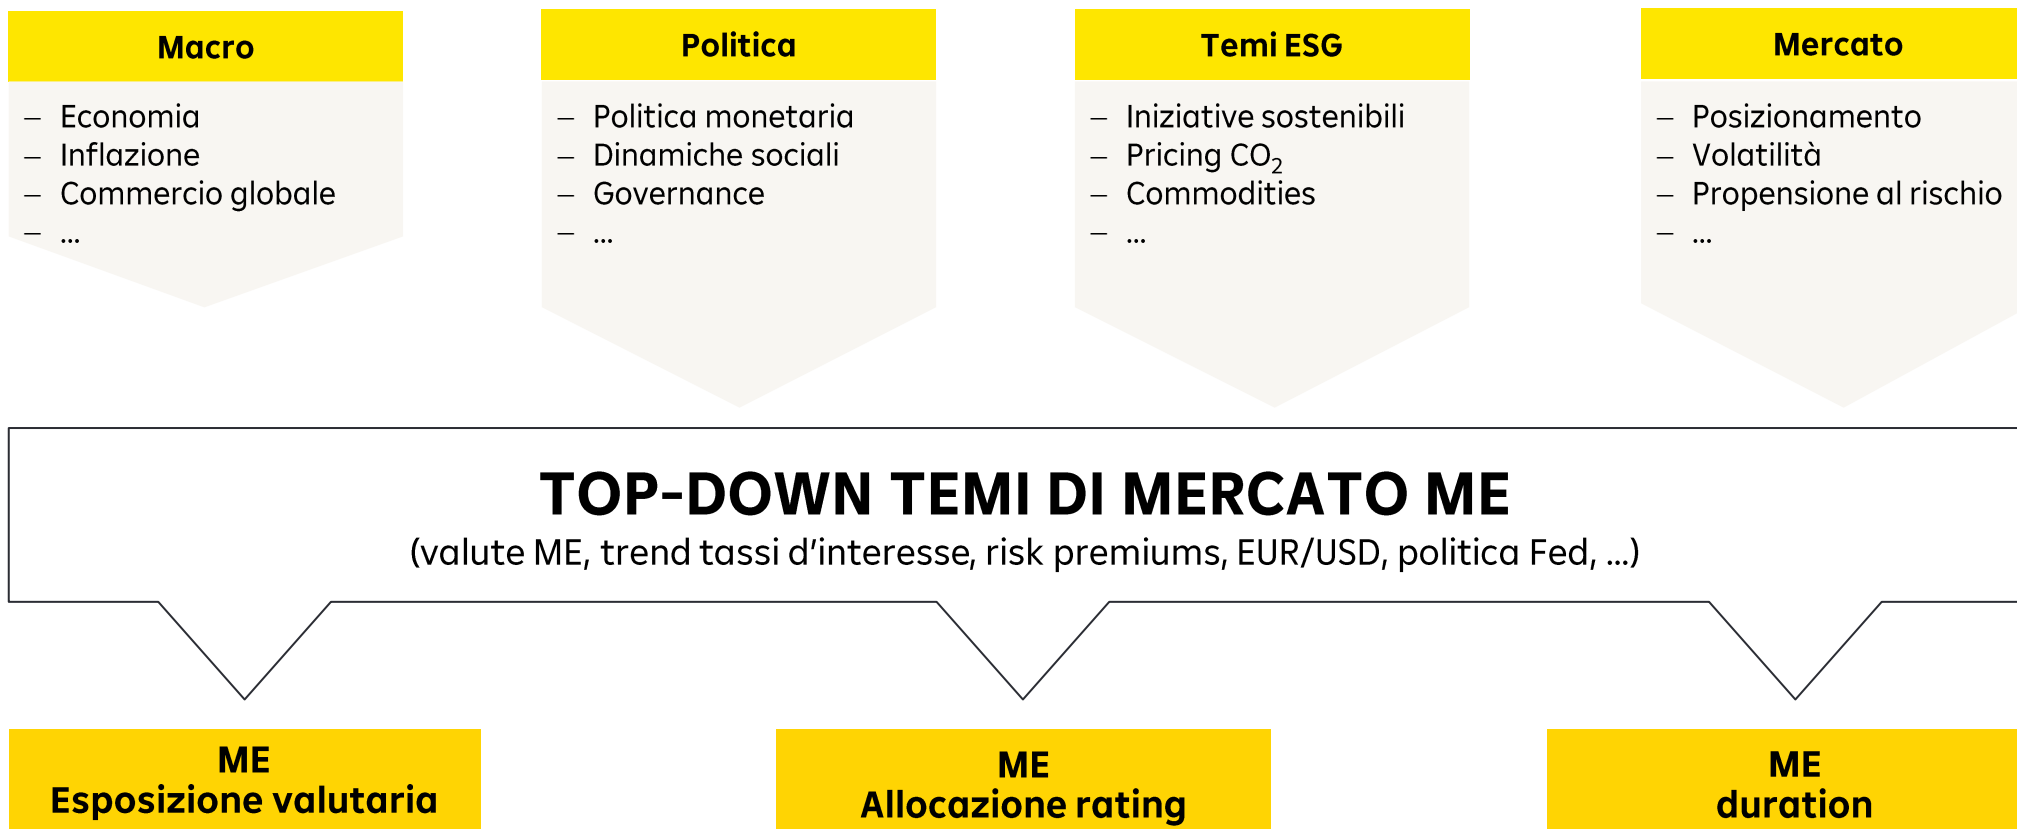 Macro
– Economia
– Inflazione
– Commercio globale
– ...
Politica
– Politica monetaria
– Dinamiche sociali
– Governance
– ...
Temi ESG
– Iniziative sostenibili
– Pricing CO₂
– Commodities
– ...
Mercato
– Posizionamento
– Volatilità
– Propensione al rischio
– ...
TOP-DOWN TEMI DI MERCATO ME
(valute ME, trend tassi d’interesse, risk premiums, EUR/USD, politica Fed, ...)
ME
Esposizione valutaria
ME
Allocazione rating
ME
duration